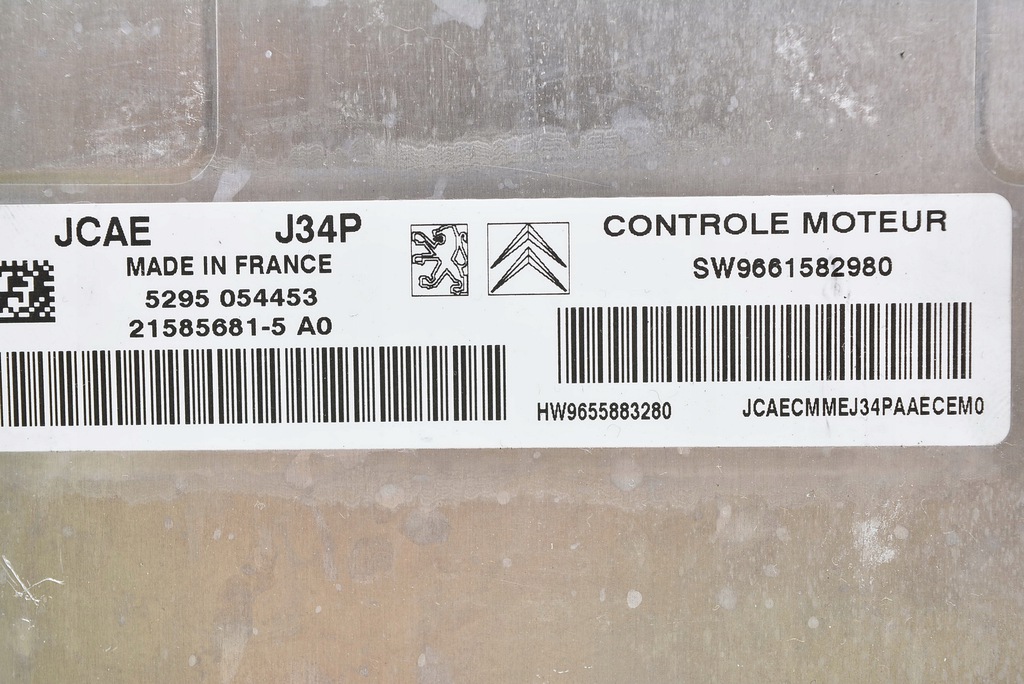 JCAE J34P
MADE IN FRANCE
5295 054453
21585681-5 A0
CONTROLE MOTEUR
SW9661582980
HW9655883280 JCAECMMEJ34PAAECEM0